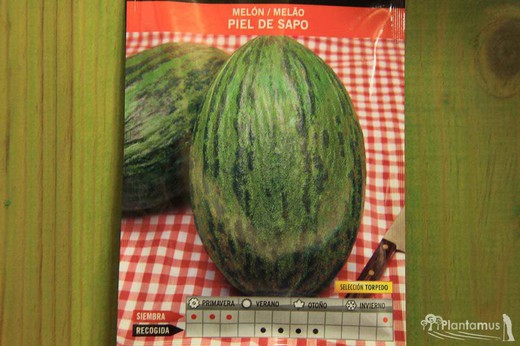 MELÓN / MELÃO
PIEL DE SAPO
SELECCIÓN TORPEDO
PRIMAVERA VERANO OTOÑO INVIERNO
SIEMBRA
RECOGIDA
Plantamus